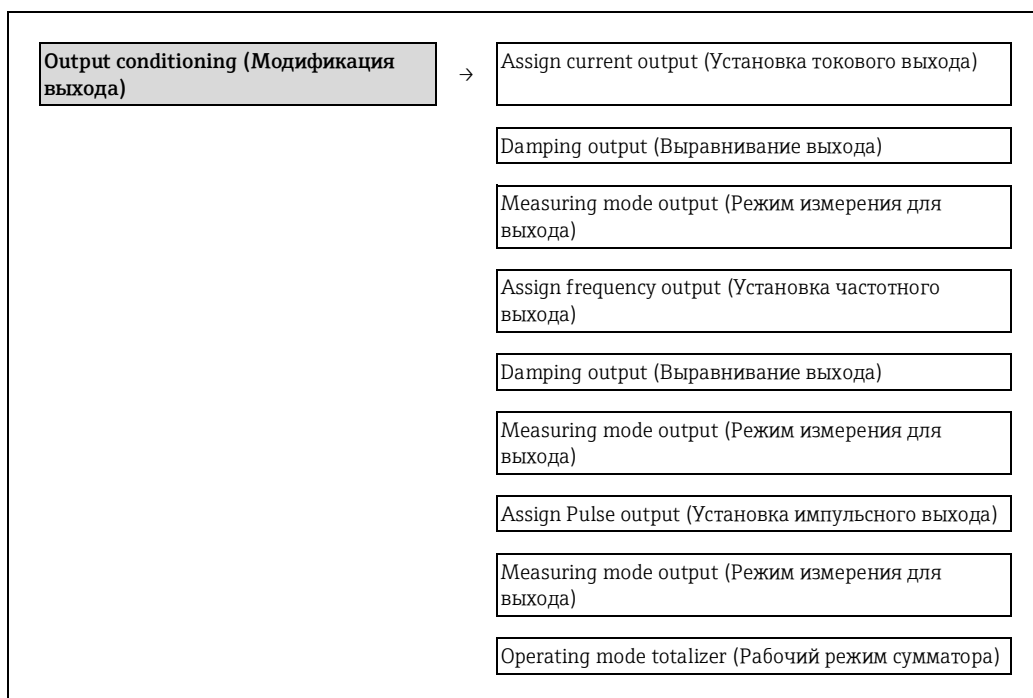 Output conditioning (Модификация
выхода)
→
Assign current output (Установка токового выхода)
Damping output (Выравнивание выхода)
Measuring mode output (Режим измерения для
выхода)
Assign frequency output (Установка частотного
выхода)
Damping output (Выравнивание выхода)
Measuring mode output (Режим измерения для
выхода)
Assign Pulse output (Установка импульсного выхода)
Measuring mode output (Режим измерения для
выхода)
Operating mode totalizer (Рабочий режим сумматора)